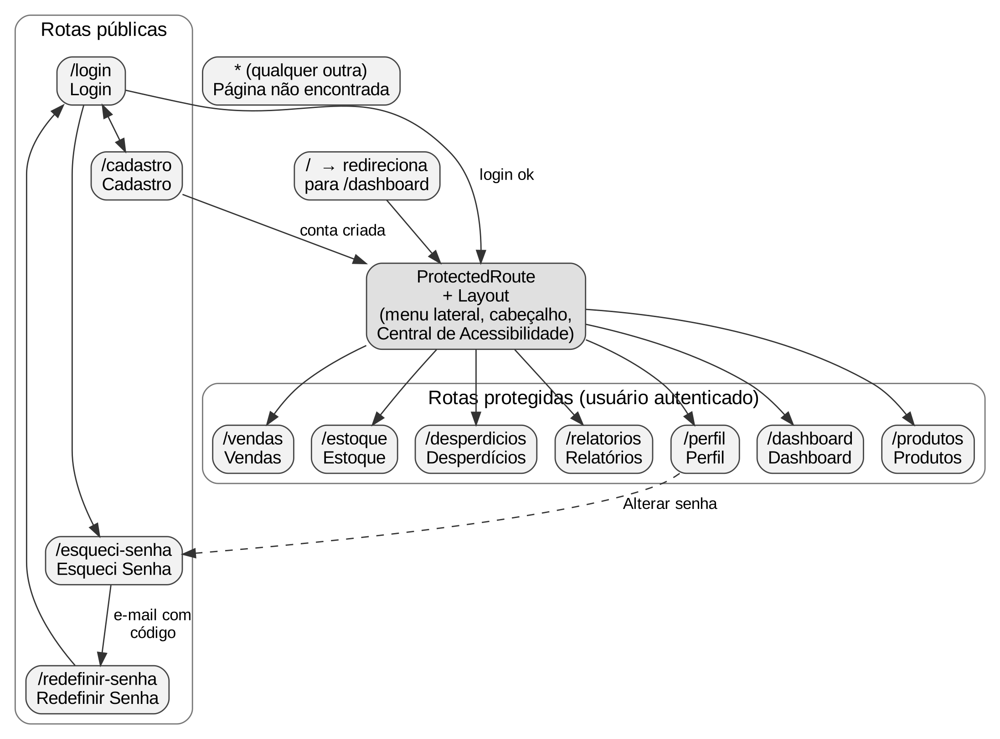 Rotas públicas
/login
Login
* (qualquer outra)
Página não encontrada
/cadastro
Cadastro
/  → redireciona
para /dashboard
login ok
conta criada
ProtectedRoute
+ Layout
(menu lateral, cabeçalho,
Central de Acessibilidade)
Rotas protegidas (usuário autenticado)
/vendas
Vendas
/estoque
Estoque
/desperdicios
Desperdícios
/relatorios
Relatórios
/perfil
Perfil
/dashboard
Dashboard
/produtos
Produtos
Alterar senha
/esqueci-senha
Esqueci Senha
e-mail com
código
/redefinir-senha
Redefinir Senha